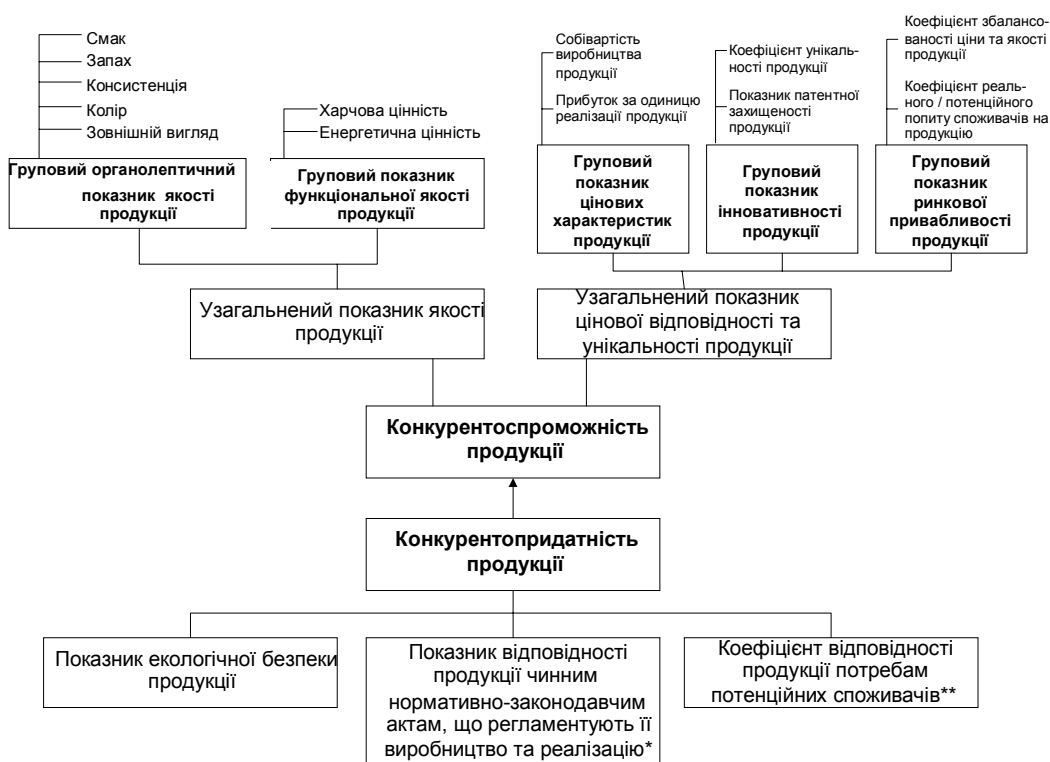 Смак
Запах
Консистенція
Колір
Зовнішній вигляд
Харчова цінність
Енергетична цінність
Собівартість
виробництва
продукції
Прибуток за одиницю
реалізації продукції
Коефіцієнт унікаль-
ності продукції
Показник патентної
захищеності
продукції
Коефіцієнт збалансо-
ваності ціни та якості
продукції
Коефіцієнт реаль-
ного / потенційного
попиту споживачів на
продукцію
Груповий органолептичний
показник якості
продукції
Груповий показник
функціональної якості
продукції
Груповий
показник
цінових
характеристик
продукції
Груповий
показник
інновативності
продукції
Груповий
показник
ринкової
привабливості
продукції
Узагальнений показник якості
продукції
Узагальнений показник
цінової відповідності та
унікальності продукції
Конкурентоспроможність
продукції
Конкурентопридатність
продукції
Показник екологічної безпеки
продукції
Показник відповідності
продукції чинним
нормативно-законодавчим
актам, що регламентують її
виробництво та реалізацію*
Коефіцієнт відповідності
продукції потребам
потенційних споживачів**